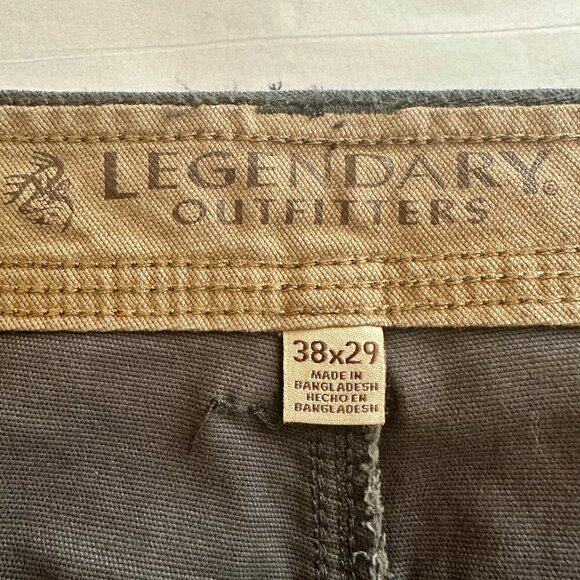 LEGENDARY®
OUTFITTERS
38x29
MADE IN
BANGLADESH
HECHO EN
BANGLADESH